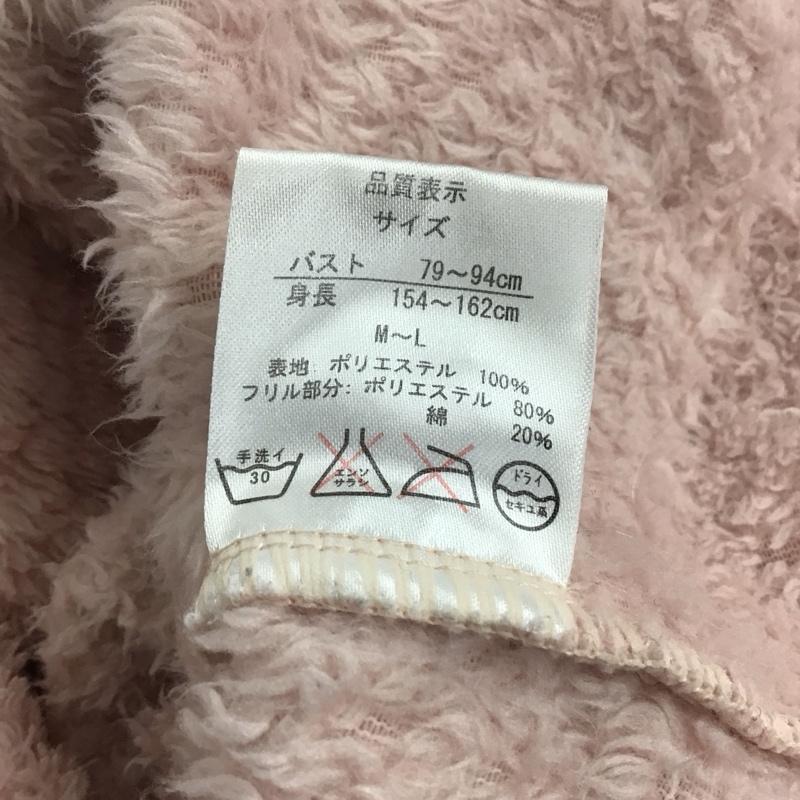 品質表示
サイズ
バスト 79～94cm
身長 154～162cm
M～L
表地 ポリエステル 100%
フリル部分: ポリエステル 80%
綿 20%
手洗イ
30
エンソ
サラシ
ドライ
セキユ系